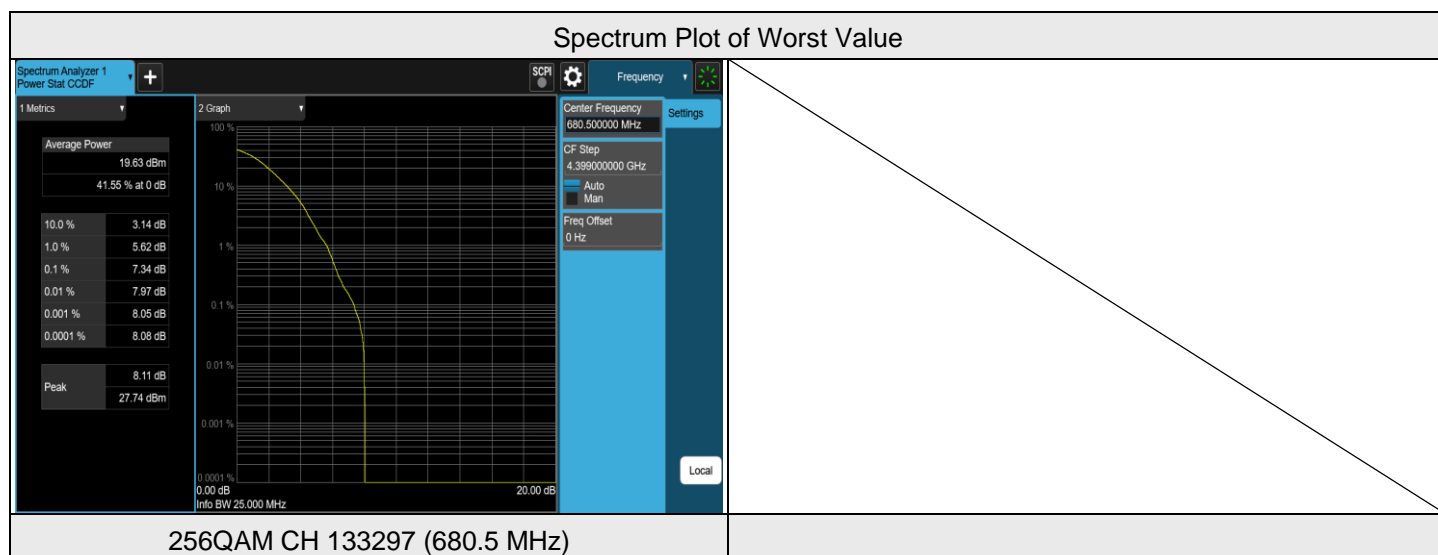 Spectrum Plot of Worst Value
Spectrum Analyzer 1
Power Stat CCDF
SCPI
Frequency
1 Metrics
2 Graph
Center Frequency
680.500000 MHz
Settings
CF Step
4.399000000 GHz
Auto
Man
Freq Offset
0 Hz
Average Power
19.63 dBm
41.55 % at 0 dB
10.0 % 3.14 dB
1.0 % 5.62 dB
0.1 % 7.34 dB
0.01 % 7.97 dB
0.001 % 8.05 dB
0.0001 % 8.08 dB
Peak
8.11 dB
27.74 dBm
100 %
10 %
1 %
0.1 %
0.01 %
0.001 %
0.0001 %
0.00 dB 20.00 dB
Info BW 25.000 MHz
Local
256QAM CH 133297 (680.5 MHz)